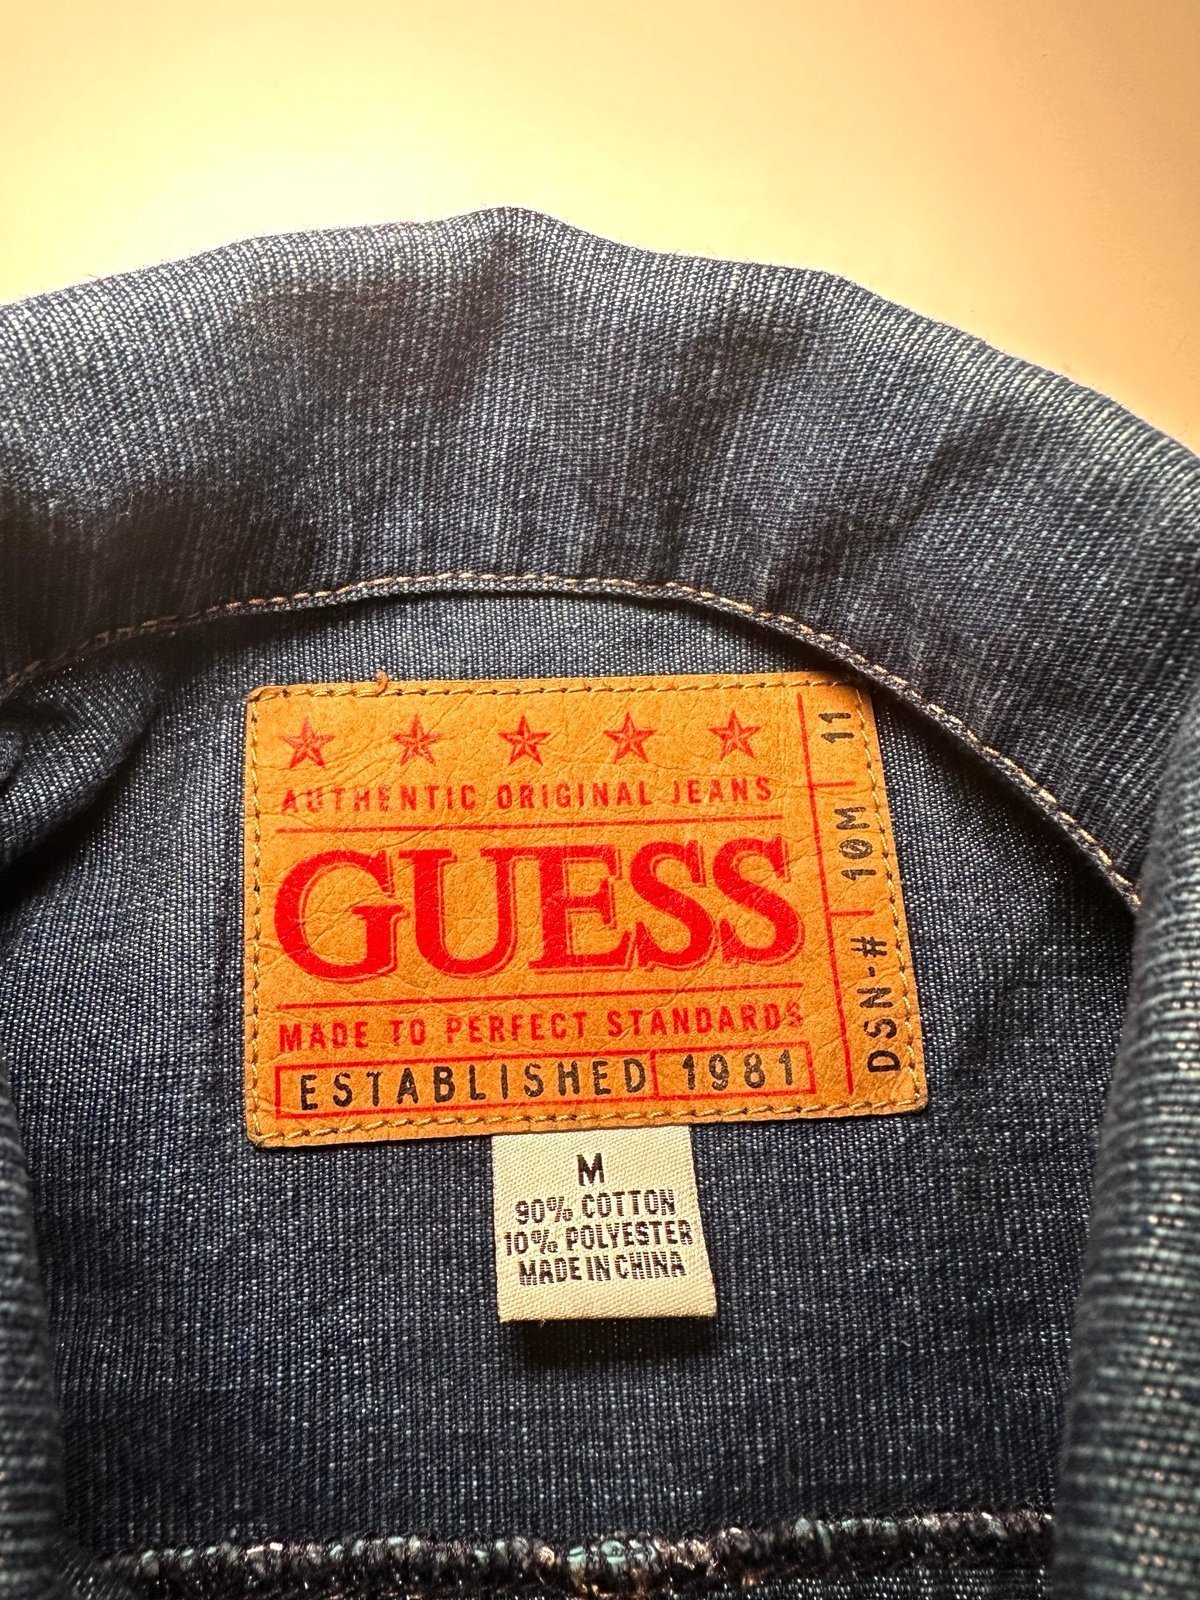 AUTHENTIC ORIGINAL JEANS
GUESS
MADE TO PERFECT STANDARDS
ESTABLISHED 1981
DSN-# 10M 11
M
90% COTTON
10% POLYESTER
MADE IN CHINA